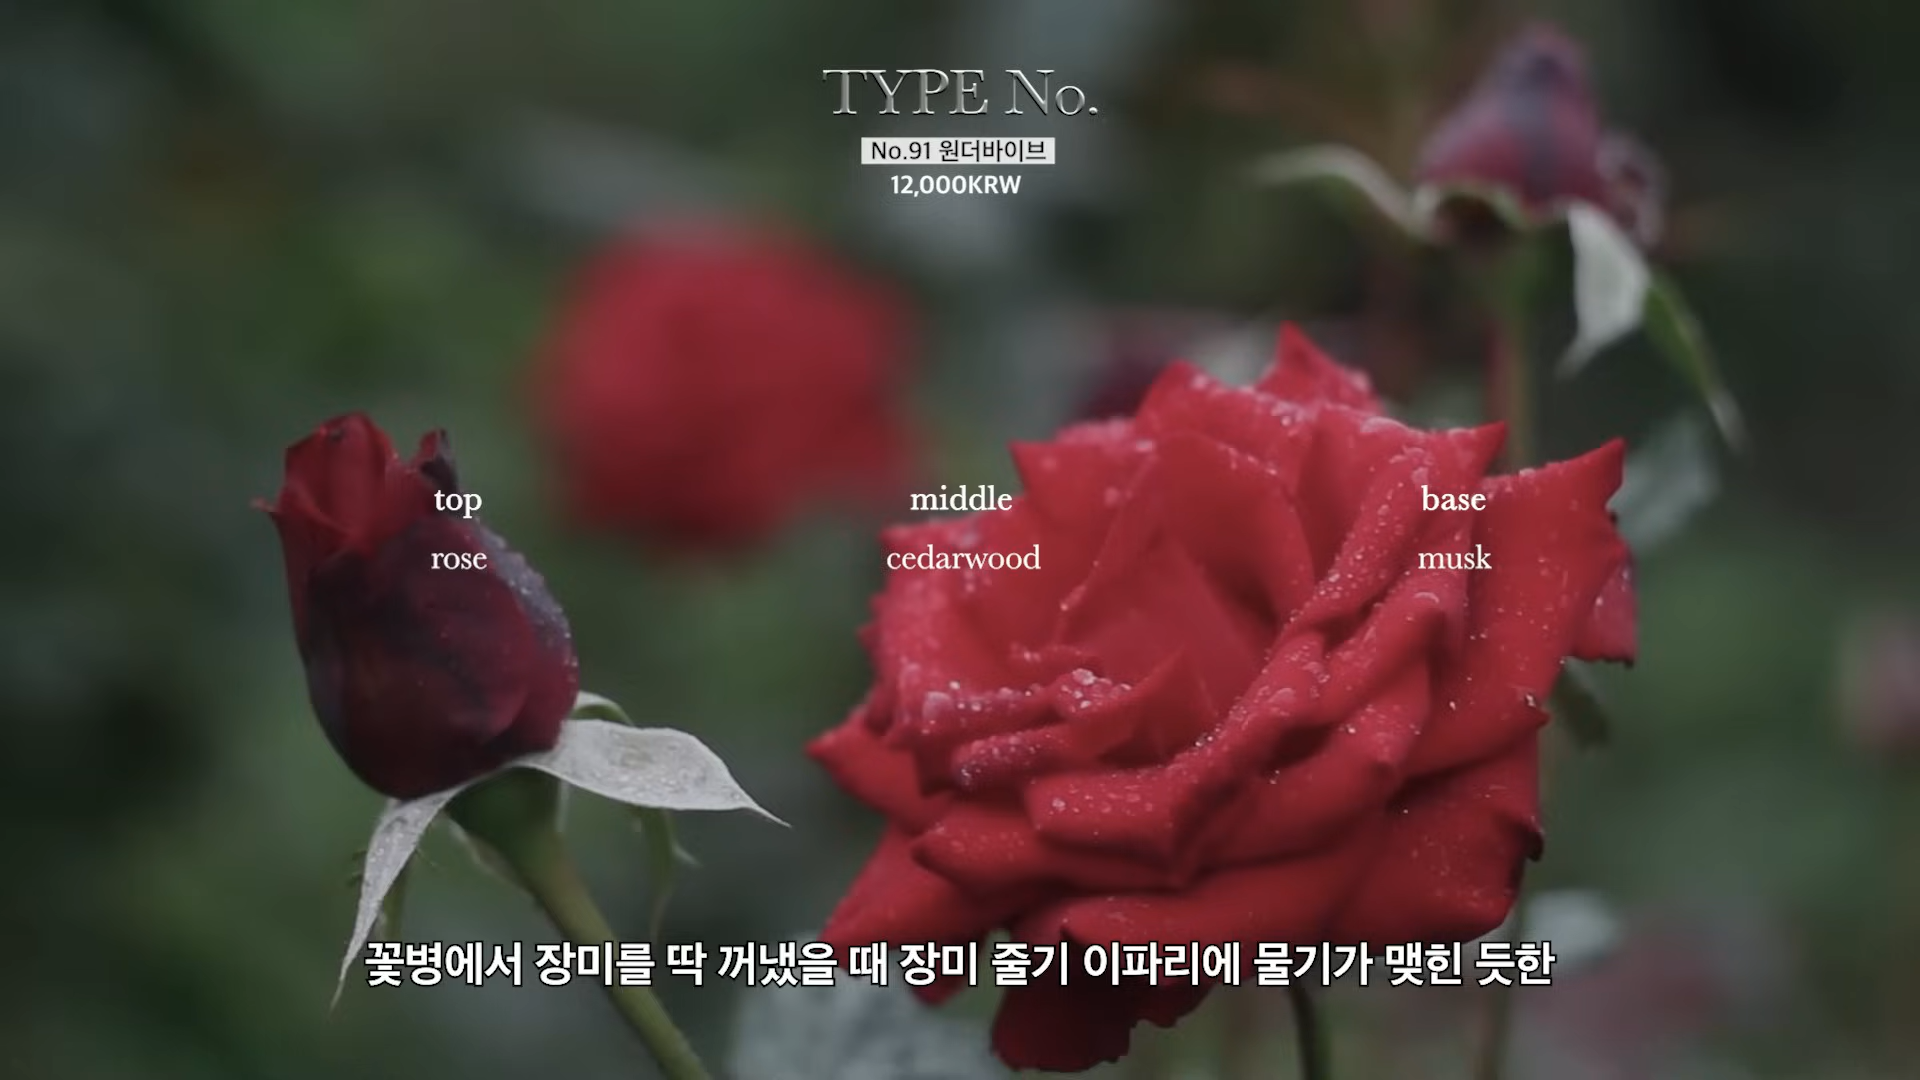 TYPE No.
No.91 원더바이브
12,000KRW
top middle base
rose cedarwood musk
꽃병에서 장미를 딱 꺼냈을 때 장미 줄기 이파리에 물기가 맺힌 듯한